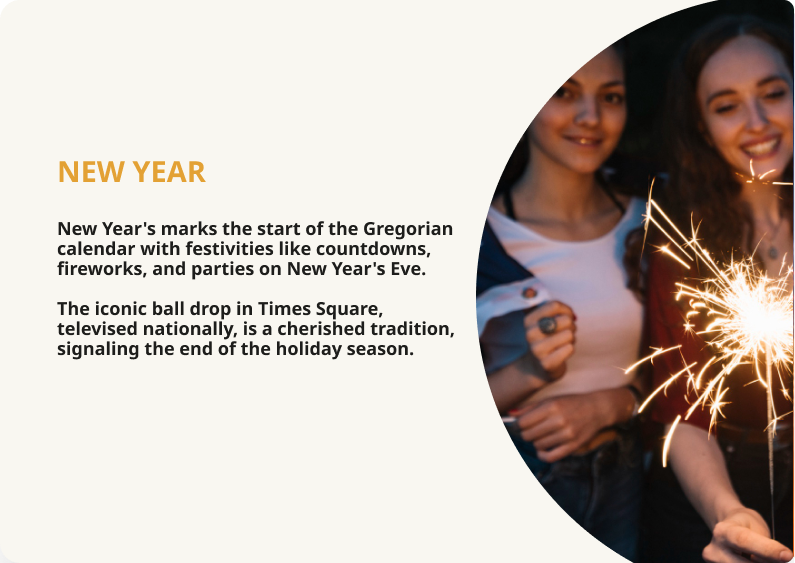 NEW YEAR
New Year's marks the start of the Gregorian
calendar with festivities like countdowns,
fireworks, and parties on New Year's Eve.
The iconic ball drop in Times Square,
televised nationally, is a cherished tradition,
signaling the end of the holiday season.